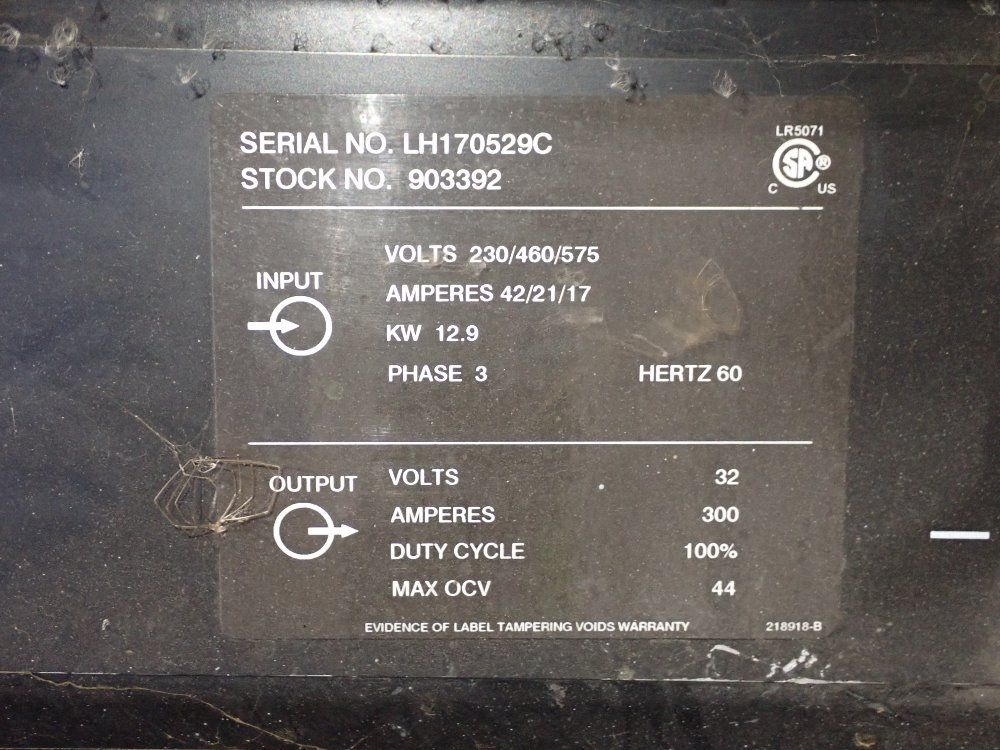 SERIAL NO. LH170529C
STOCK NO. 903392
LR5071
SA ®
C US
INPUT
VOLTS 230/460/575
AMPERES 42/21/17
KW 12.9
PHASE 3 HERTZ 60
OUTPUT
VOLTS 32
AMPERES 300
DUTY CYCLE 100%
MAX OCV 44
EVIDENCE OF LABEL TAMPERING VOIDS WARRANTY 218918-B